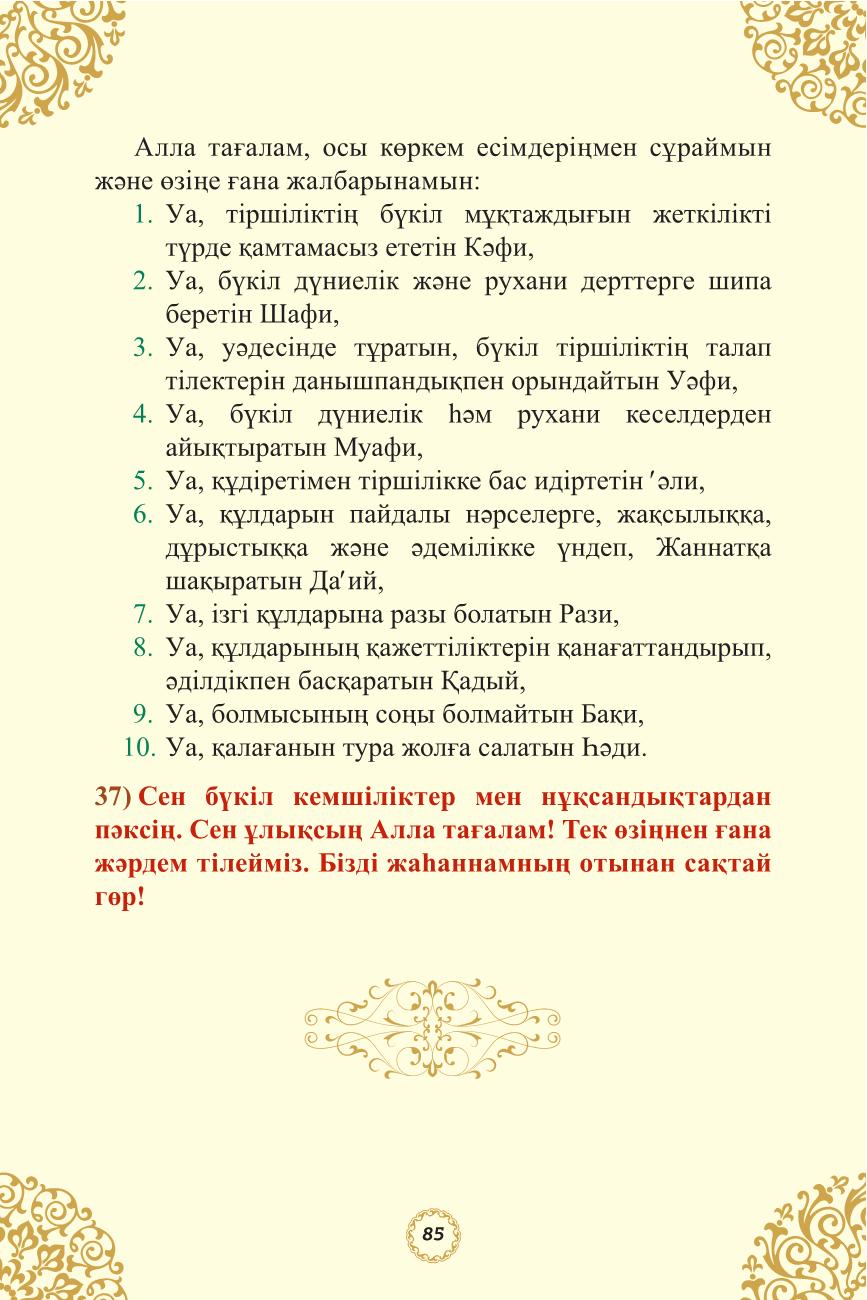 Алла тағалам, осы көркем есімдеріңмен сұраймын
және өзіңе ғана жалбарынамын:
1. Уа, тіршіліктің бүкіл мұқтаждығын жеткілікті
түрде қамтамасыз ететін Кәфи,
2. Уа, бүкіл дүниелік және рухани дерттерге шипа
беретін Шафи,
3. Уа, уәдесінде тұратын, бүкіл тіршіліктің талап
тілектерін данышпандықпен орындайтын Уәфи,
4. Уа, бүкіл дүниелік һәм рухани кеселдерден
айықтыратын Муафи,
5. Уа, құдіретімен тіршілікке бас идіртетін ′әли,
6. Уа, құлдарын пайдалы нәрселерге, жақсылыққа,
дұрыстыққа және әдемілікке үндеп, Жаннатқа
шақыратын Да′ий,
7. Уа, ізгі құлдарына разы болатын Рази,
8. Уа, құлдарының қажеттіліктерін қанағаттандырып,
әділдікпен басқаратын Қадый,
9. Уа, болмысының соңы болмайтын Бақи,
10. Уа, қалағанын тура жолға салатын Һәди.
37) Сен бүкіл кемшіліктер мен нұқсандықтардан
пәксің. Сен ұлықсың Алла тағалам! Тек өзіңнен ғана
жәрдем тілейміз. Бізді жаһаннамның отынан сақтай
гөр!
85